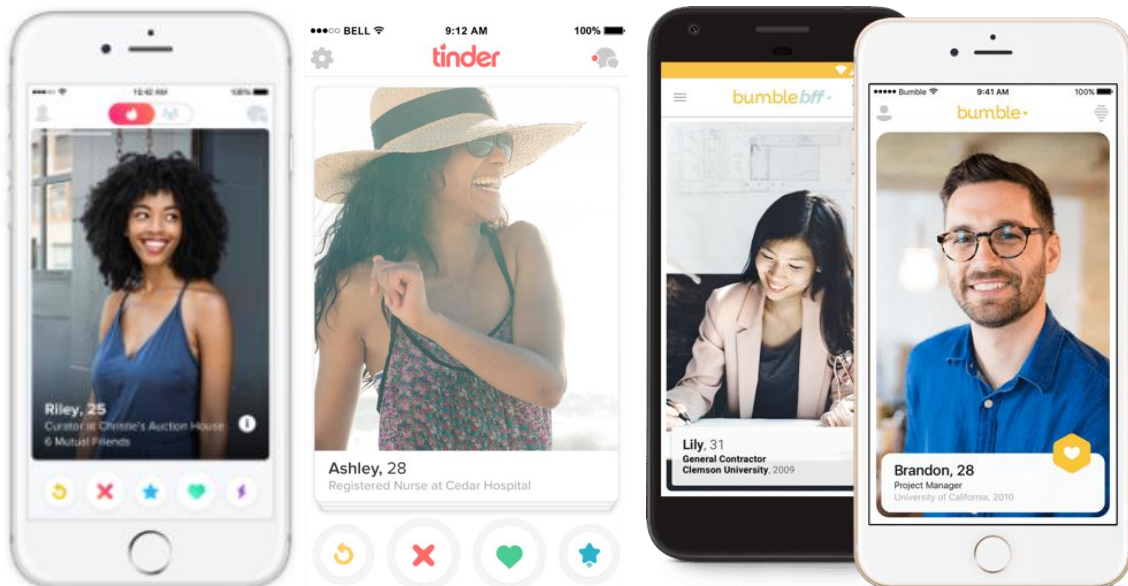 10:42 AM
100%
Riley, 25
Curator at Christie's Auction House
6 Mutual Friends
BELL
9:12 AM
100%
tinder
Ashley, 28
Registered Nurse at Cedar Hospital
bumble bff
Lily, 31
General Contractor
Clemson University, 2009
Bumble
9:41 AM
100%
bumble
Brandon, 28
Project Manager
University of California, 2010